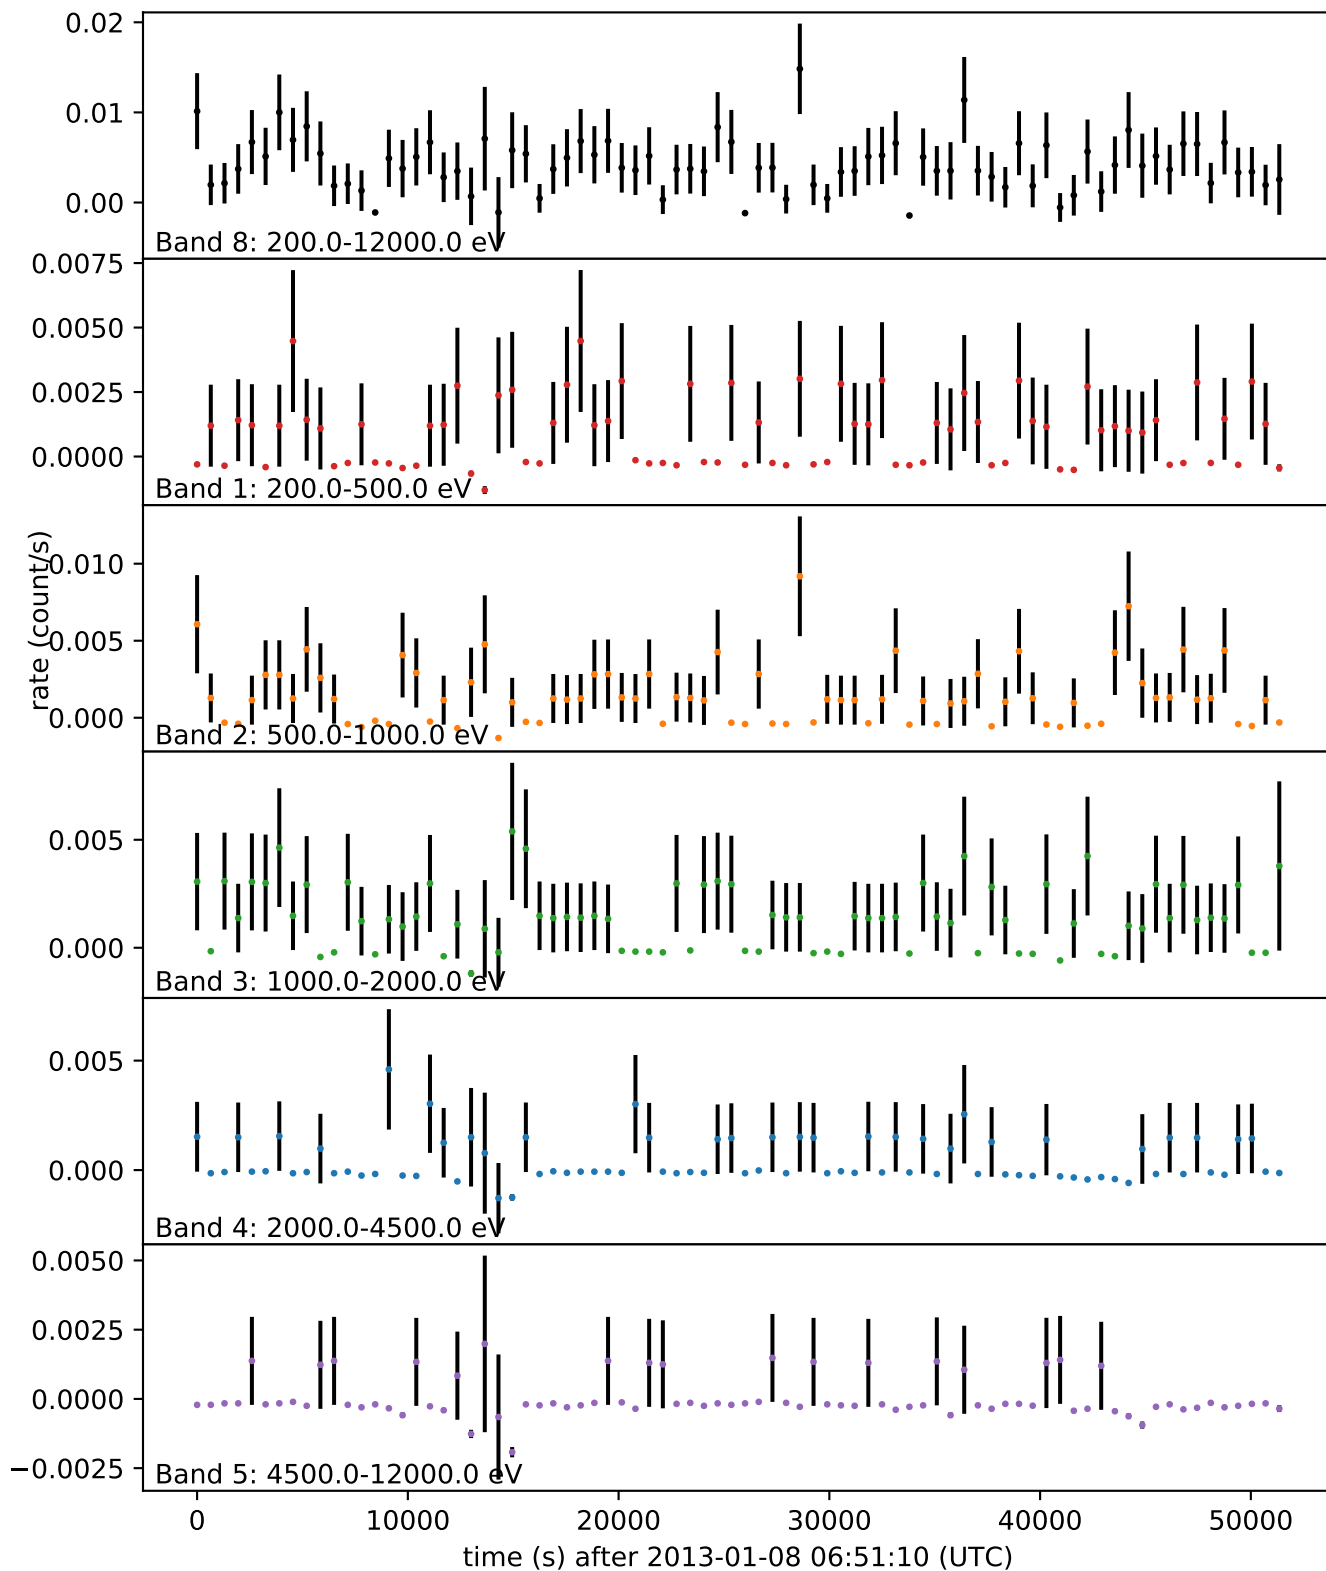 0.02
0.01
0.00
Band 8: 200.0-12000.0 eV
0.0075
0.0050
0.0025
0.0000
Band 1: 200.0-500.0 eV
rate (count/s)
0.010
0.005
0.000
Band 2: 500.0-1000.0 eV
0.005
0.000
Band 3: 1000.0-2000.0 eV
0.005
0.000
Band 4: 2000.0-4500.0 eV
0.0050
0.0025
0.0000
−0.0025
Band 5: 4500.0-12000.0 eV
0 10000 20000 30000 40000 50000
time (s) after 2013-01-08 06:51:10 (UTC)